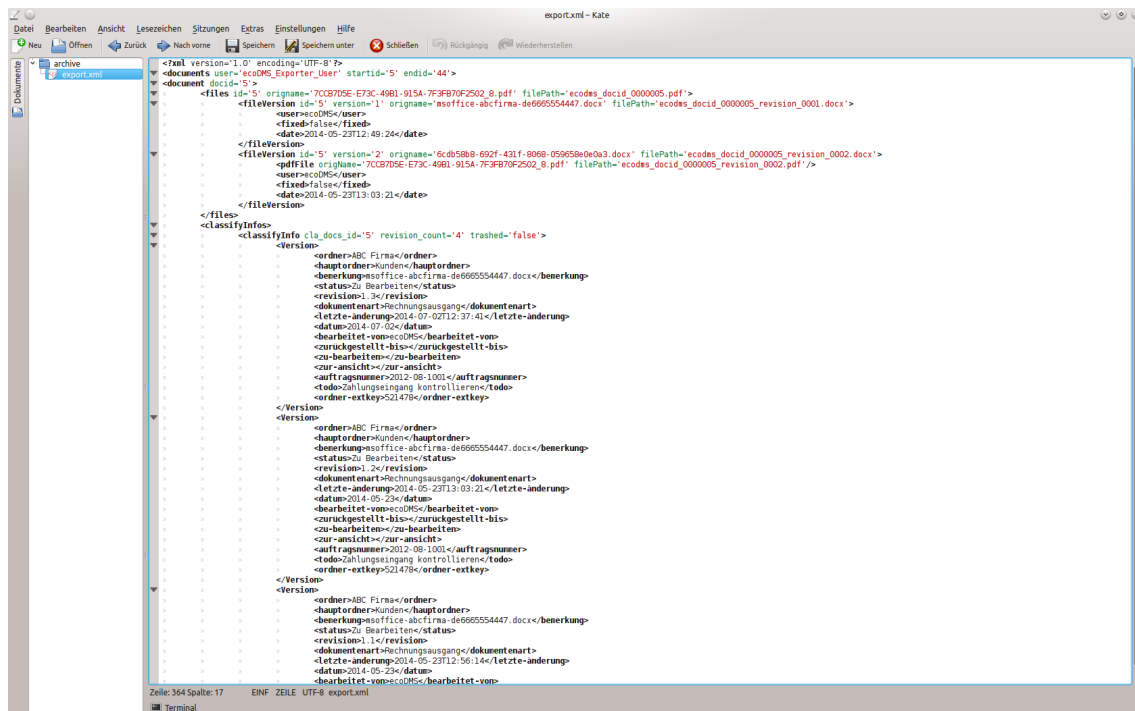 export.xml – Kate
Datei Bearbeiten Ansicht Lesezeichen Sitzungen Extras Einstellungen Hilfe
Neu Öffnen Zurück Nach vorne Speichern Speichern unter Schließen Rückgängig Wiederherstellen
Dokumente
archive
export.xml
<?xml version='1.0' encoding='UTF-8'?>
<documents user='ecoDMS_Exporter_User' startid='5' endid='44'>
<document docid='5'>
<files id='5' origname='7CCB7D5E-E73C-49B1-915A-7F3FB70F2502_8.pdf' filePath='ecodms_docid_0000005.pdf'>
<fileVersion id='5' version='1' origname='msoffice-abcfirma-de6665554447.docx' filePath='ecodms_docid_0000005_revision_0001.docx'>
<user>ecoDMS</user>
<fixed>false</fixed>
<date>2014-05-23T12:49:24</date>
</fileVersion>
<fileVersion id='5' version='2' origname='6cdb58b8-692f-431f-8068-059658e0e0a3.docx' filePath='ecodms_docid_0000005_revision_0002.docx'>
<pdfFile origName='7CCB7D5E-E73C-49B1-915A-7F3FB70F2502_8.pdf' filePath='ecodms_docid_0000005_revision_0002.pdf'/>
<user>ecoDMS</user>
<fixed>false</fixed>
<date>2014-05-23T13:03:21</date>
</fileVersion>
</files>
<classifyInfos>
<classifyInfo cla_docs_id='5' revision_count='4' trashed='false'>
<Version>
<ordner>ABC Firma</ordner>
<hauptordner>Kunden</hauptordner>
<bemerkung>msoffice-abcfirma-de6665554447.docx</bemerkung>
<status>Zu Bearbeiten</status>
<revision>1.3</revision>
<dokumentenart>Rechnungsausgang</dokumentenart>
<letzte-änderung>2014-07-02T12:37:41</letzte-änderung>
<datum>2014-07-02</datum>
<bearbeitet-von>ecoDMS</bearbeitet-von>
<zurückgestellt-bis></zurückgestellt-bis>
<zu-bearbeiten></zu-bearbeiten>
<zur-ansicht></zur-ansicht>
<auftragsnummer>2012-08-1001</auftragsnummer>
<todo>Zahlungseingang kontrollieren</todo>
<ordner-extkey>521478</ordner-extkey>
</Version>
<Version>
<ordner>ABC Firma</ordner>
<hauptordner>Kunden</hauptordner>
<bemerkung>msoffice-abcfirma-de6665554447.docx</bemerkung>
<status>Zu Bearbeiten</status>
<revision>1.2</revision>
<dokumentenart>Rechnungsausgang</dokumentenart>
<letzte-änderung>2014-05-23T13:03:21</letzte-änderung>
<datum>2014-05-23</datum>
<bearbeitet-von>ecoDMS</bearbeitet-von>
<zurückgestellt-bis></zurückgestellt-bis>
<zu-bearbeiten></zu-bearbeiten>
<zur-ansicht></zur-ansicht>
<auftragsnummer>2012-08-1001</auftragsnummer>
<todo>Zahlungseingang kontrollieren</todo>
<ordner-extkey>521478</ordner-extkey>
</Version>
<Version>
<ordner>ABC Firma</ordner>
<hauptordner>Kunden</hauptordner>
<bemerkung>msoffice-abcfirma-de6665554447.docx</bemerkung>
<status>Zu Bearbeiten</status>
<revision>1.1</revision>
<dokumentenart>Rechnungsausgang</dokumentenart>
<letzte-änderung>2014-05-23T12:56:14</letzte-änderung>
<datum>2014-05-23</datum>
<bearbeitet-von>ecoDMS</bearbeitet-von>
Zeile: 364 Spalte: 17 EINF ZEILE UTF-8 export.xml
Terminal